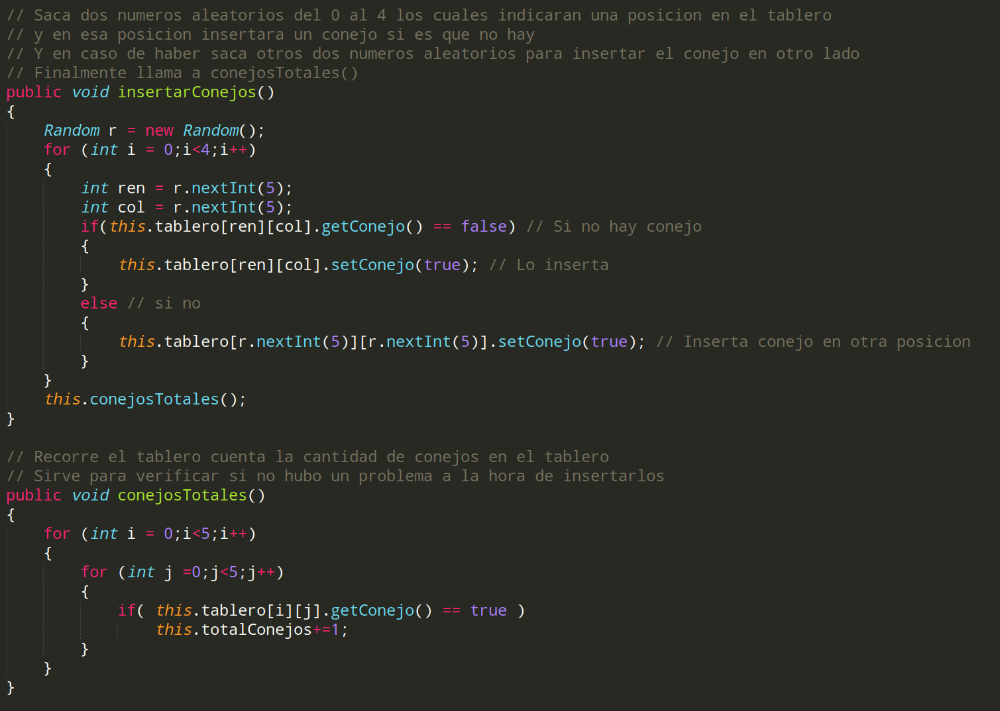 // Saca dos numeros aleatorios del 0 al 4 los cuales indicaran una posicion en el tablero
// y en esa posicion insertara un conejo si es que no hay
// Y en caso de haber saca otros dos numeros aleatorios para insertar el conejo en otro lado
// Finalmente llama a conejosTotales()
public void insertarConejos()
{
    Random r = new Random();
    for (int i = 0;i<4;i++)
    {
        int ren = r.nextInt(5);
        int col = r.nextInt(5);
        if(this.tablero[ren][col].getConejo() == false) // Si no hay conejo
        {
            this.tablero[ren][col].setConejo(true); // Lo inserta
        }
        else // si no
        {
            this.tablero[r.nextInt(5)][r.nextInt(5)].setConejo(true); // Inserta conejo en otra posicion
        }
    }
    this.conejosTotales();
}

// Recorre el tablero cuenta la cantidad de conejos en el tablero
// Sirve para verificar si no hubo un problema a la hora de insertarlos
public void conejosTotales()
{
    for (int i = 0;i<5;i++)
    {
        for (int j =0;j<5;j++)
        {
            if( this.tablero[i][j].getConejo() == true )
                this.totalConejos+=1;
        }
    }
}